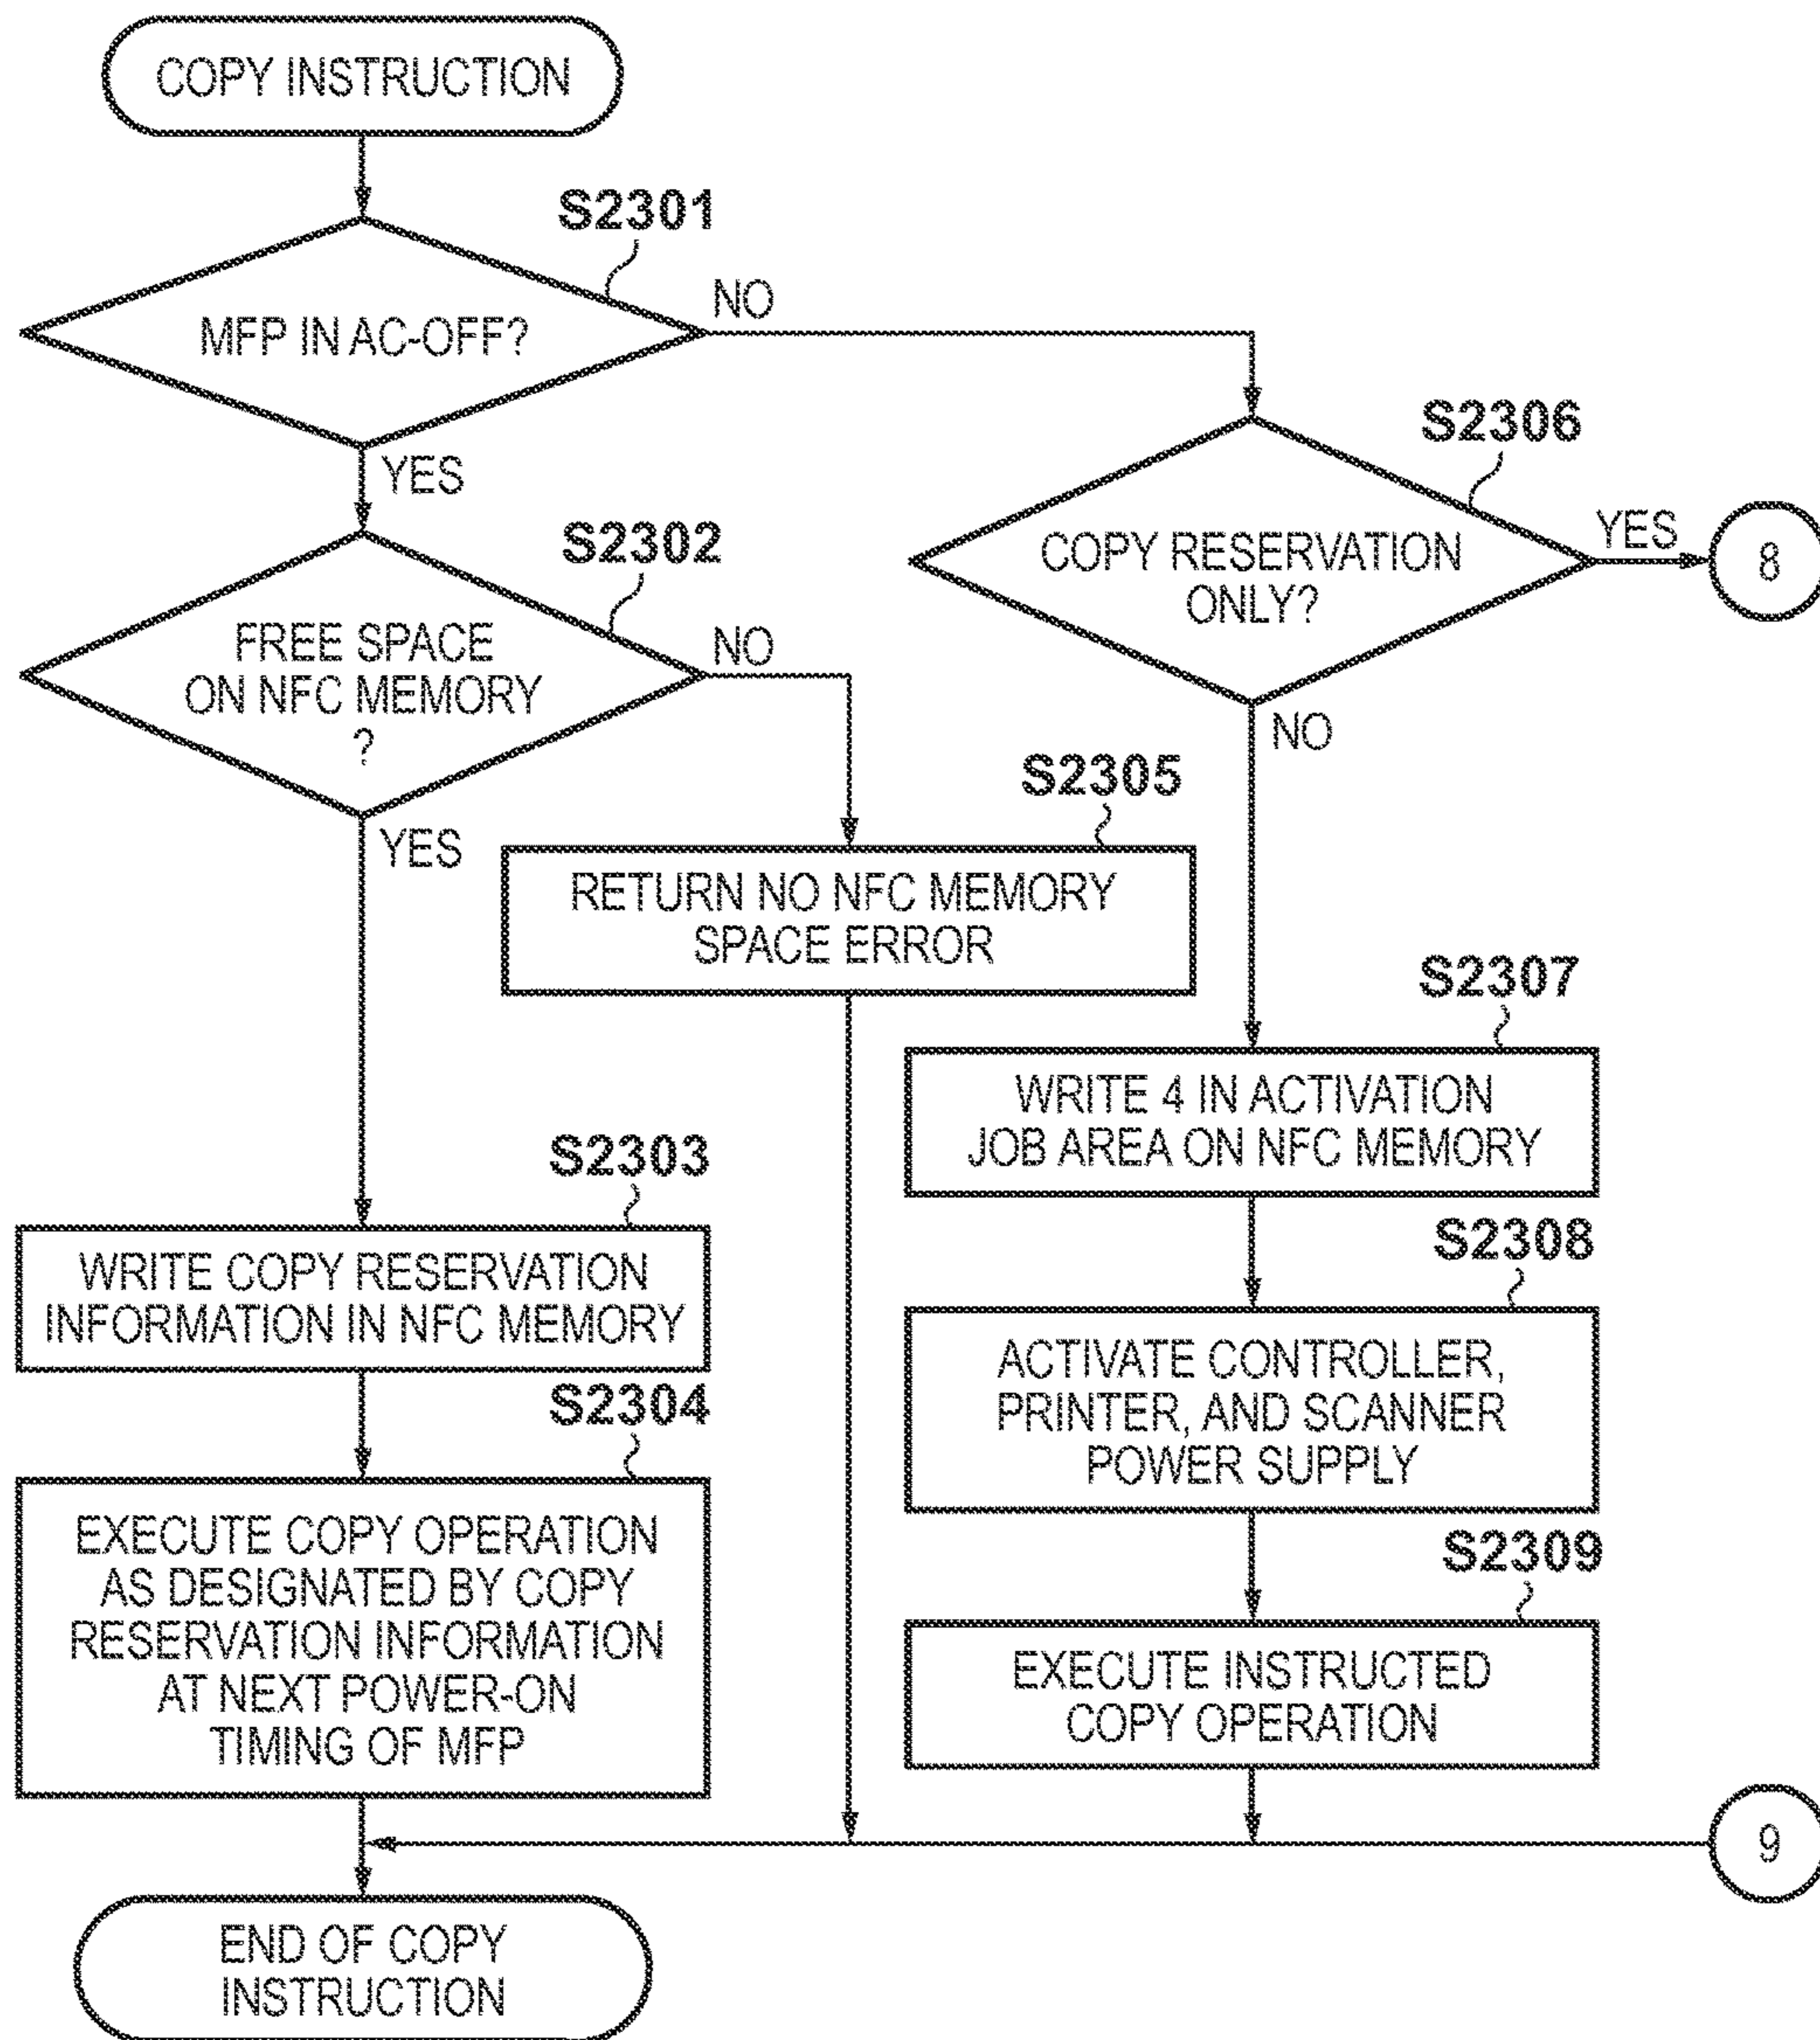 COPY INSTRUCTION
S2301
MFP IN AC-OFF?
NO
YES
S2302
FREE SPACE
ON NFC MEMORY
?
NO
YES
S2306
COPY RESERVATION
ONLY?
YES
8
NO
S2305
RETURN NO NFC MEMORY
SPACE ERROR
S2303
WRITE COPY RESERVATION
INFORMATION IN NFC MEMORY
S2304
EXECUTE COPY OPERATION
AS DESIGNATED BY COPY
RESERVATION INFORMATION
AT NEXT POWER-ON
TIMING OF MFP
S2307
WRITE 4 IN ACTIVATION
JOB AREA ON NFC MEMORY
S2308
ACTIVATE CONTROLLER,
PRINTER, AND SCANNER
POWER SUPPLY
S2309
EXECUTE INSTRUCTED
COPY OPERATION
9
END OF COPY
INSTRUCTION